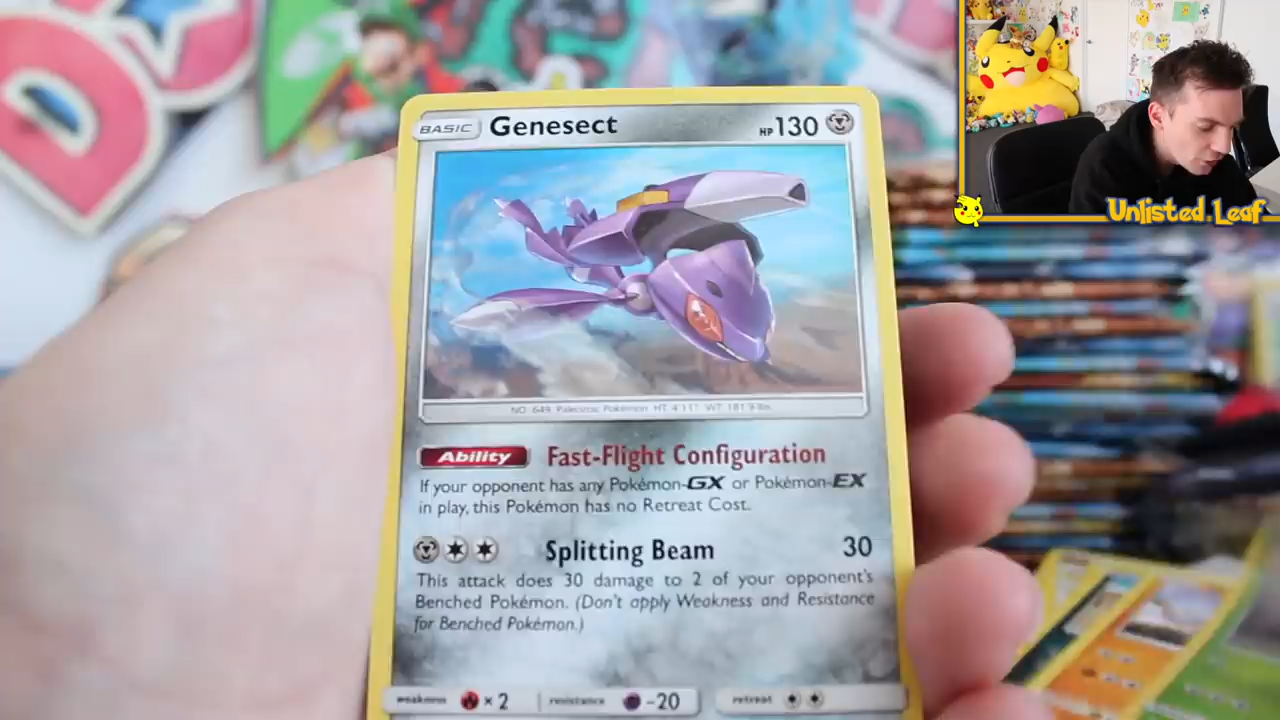 BASIC Genesect HP130
Unlisted.Leaf
NO. 649 Paleozoic Pokémon HT: 4'11" WT: 181.9 lbs.
Ability Fast-Flight Configuration
If your opponent has any Pokémon-GX or Pokémon-EX
in play, this Pokémon has no Retreat Cost.
Splitting Beam 30
This attack does 30 damage to 2 of your opponent's
Benched Pokémon. (Don't apply Weakness and Resistance
for Benched Pokémon.)
weakness ×2 resistance -20 retreat